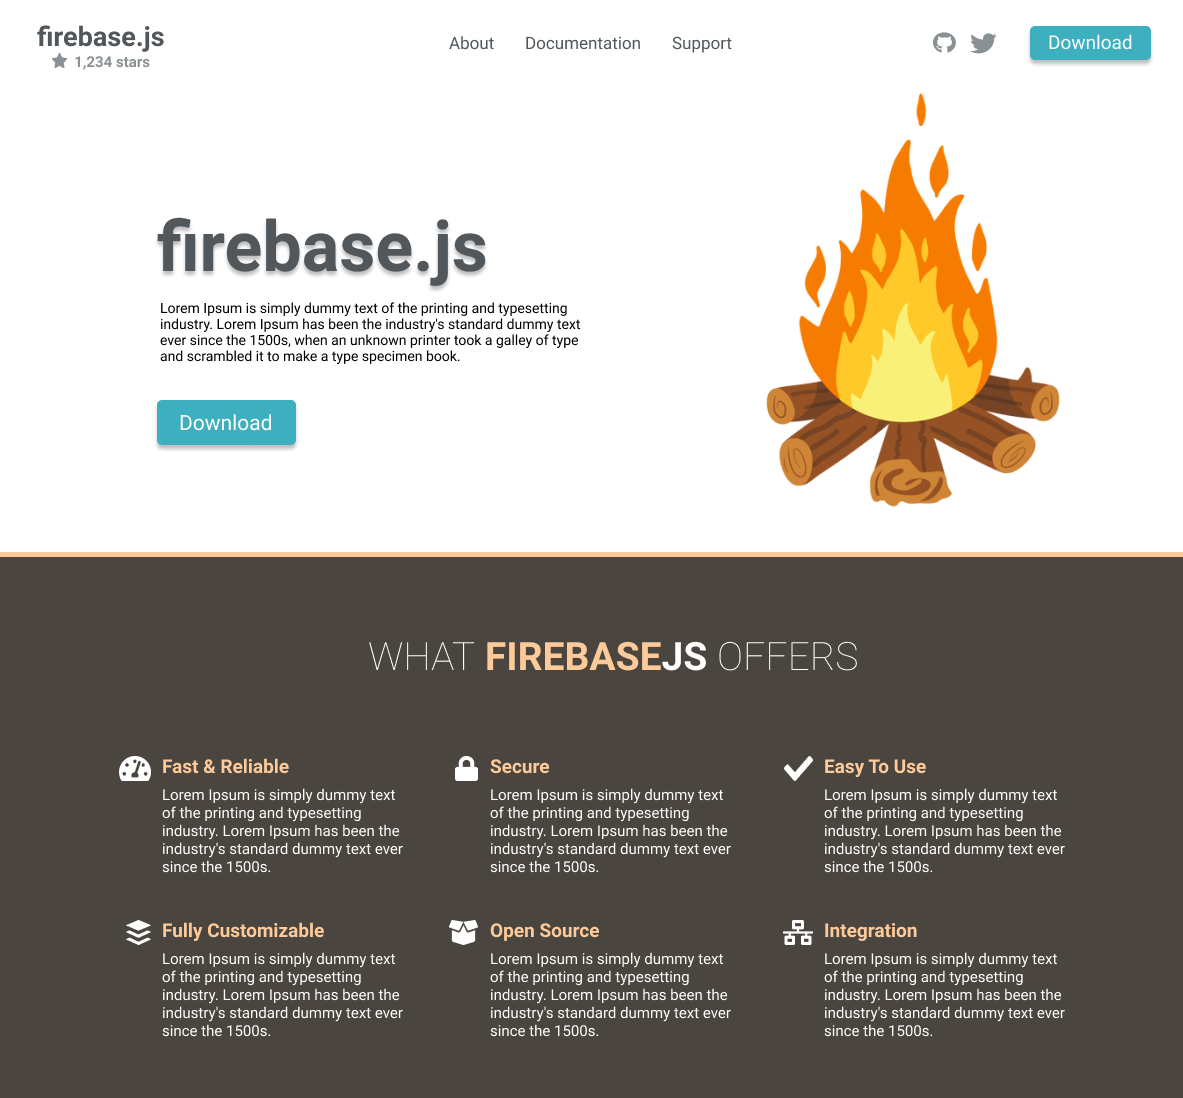 firebase.js
1,234 stars
About Documentation Support
Download
firebase.js
Lorem Ipsum is simply dummy text of the printing and typesetting
industry. Lorem Ipsum has been the industry's standard dummy text
ever since the 1500s, when an unknown printer took a galley of type
and scrambled it to make a type specimen book.
Download
WHAT FIREBASEJS OFFERS
Fast & Reliable
Lorem Ipsum is simply dummy text
of the printing and typesetting
industry. Lorem Ipsum has been the
industry's standard dummy text ever
since the 1500s.
Secure
Lorem Ipsum is simply dummy text
of the printing and typesetting
industry. Lorem Ipsum has been the
industry's standard dummy text ever
since the 1500s.
Easy To Use
Lorem Ipsum is simply dummy text
of the printing and typesetting
industry. Lorem Ipsum has been the
industry's standard dummy text ever
since the 1500s.
Fully Customizable
Lorem Ipsum is simply dummy text
of the printing and typesetting
industry. Lorem Ipsum has been the
industry's standard dummy text ever
since the 1500s.
Open Source
Lorem Ipsum is simply dummy text
of the printing and typesetting
industry. Lorem Ipsum has been the
industry's standard dummy text ever
since the 1500s.
Integration
Lorem Ipsum is simply dummy text
of the printing and typesetting
industry. Lorem Ipsum has been the
industry's standard dummy text ever
since the 1500s.